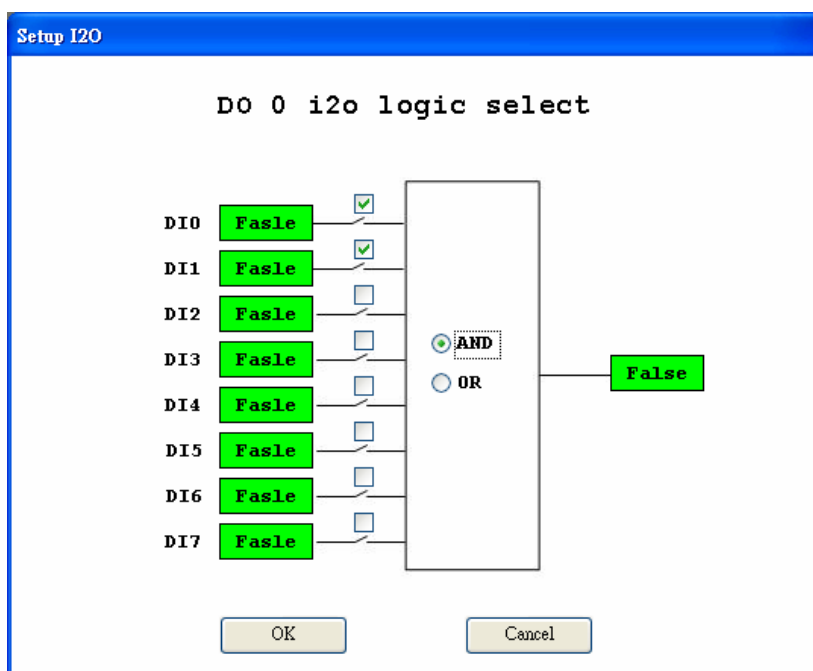 Setup I2O
DO 0 i2o logic select
DI0 Fasle
DI1 Fasle
DI2 Fasle
DI3 Fasle
DI4 Fasle
DI5 Fasle
DI6 Fasle
DI7 Fasle
AND
OR
False
OK Cancel